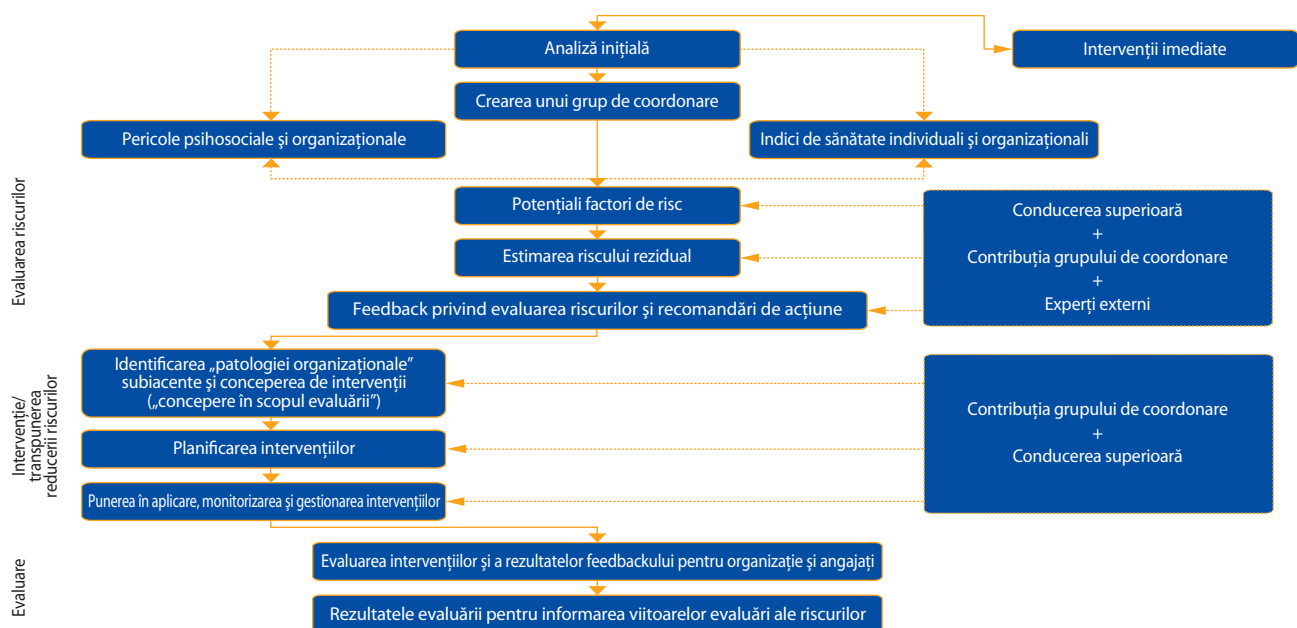 Analiză inițială
Intervenții imediate
Crearea unui grup de coordonare
Pericole psihosociale și organizaționale
Indici de sănătate individuali și organizaționali
Evaluarea riscurilor
Potențiali factori de risc
Estimarea riscului rezidual
Feedback privind evaluarea riscurilor și recomandări de acțiune
Conducerea superioară
+
Contribuția grupului de coordonare
+
Experți externi
Intervenție/
transpunerea
reducerii riscurilor
Identificarea „patologiei organizaționale”
subiacente și conceperea de intervenții
(„concepere în scopul evaluării”)
Planificarea intervențiilor
Punerea în aplicare, monitorizarea și gestionarea intervențiilor
Contribuția grupului de coordonare
+
Conducerea superioară
Evaluare
Evaluarea intervențiilor și a rezultatelor feedbackului pentru organizație și angajați
Rezultatele evaluării pentru informarea viitoarelor evaluări ale riscurilor